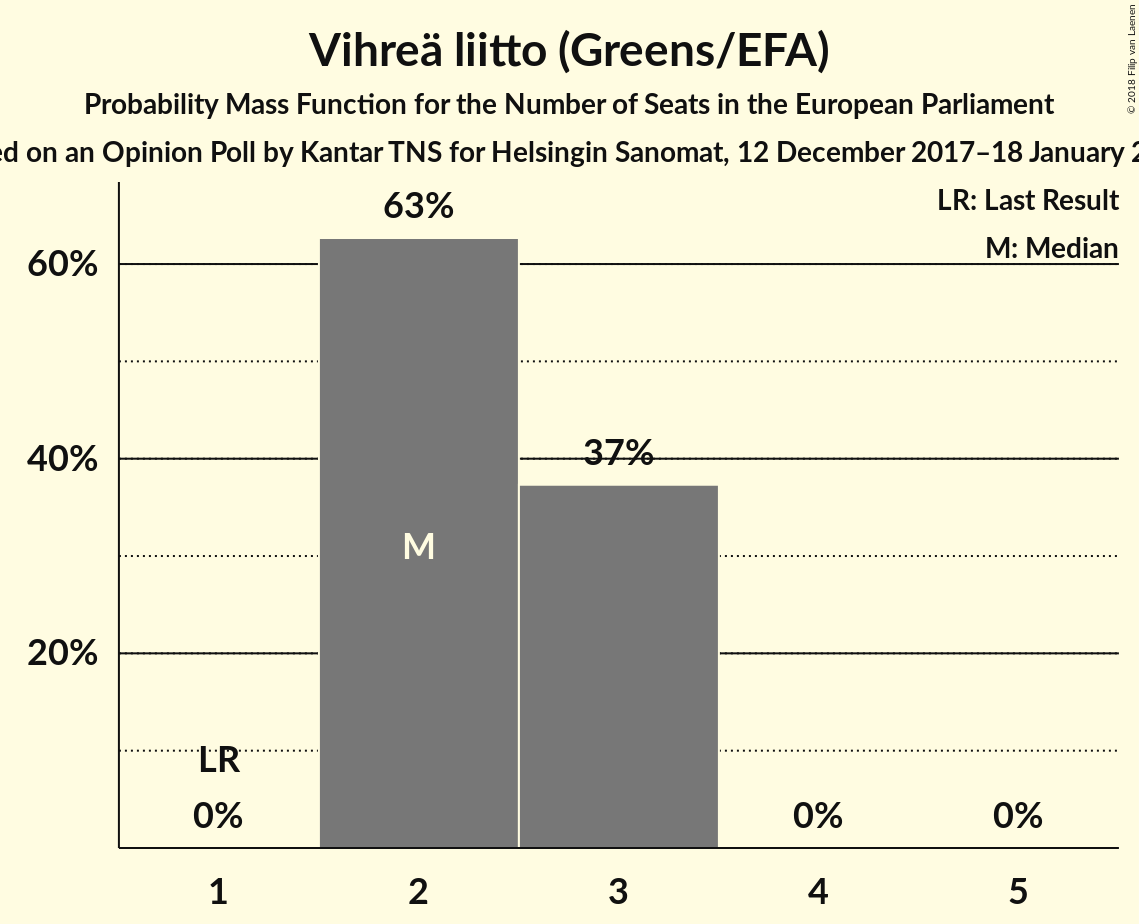 Vihreä liitto (Greens/EFA)
Probability Mass Function for the Number of Seats in the European Parliament
on an Opinion Poll by Kantar TNS for Helsingin Sanomat, 12 December 2017–18 January
© 2018 Filip van Laenen
LR: Last Result
M: Median
63%
60%
37%
40%
M
20%
LR
0% 0% 0%
1 2 3 4 5